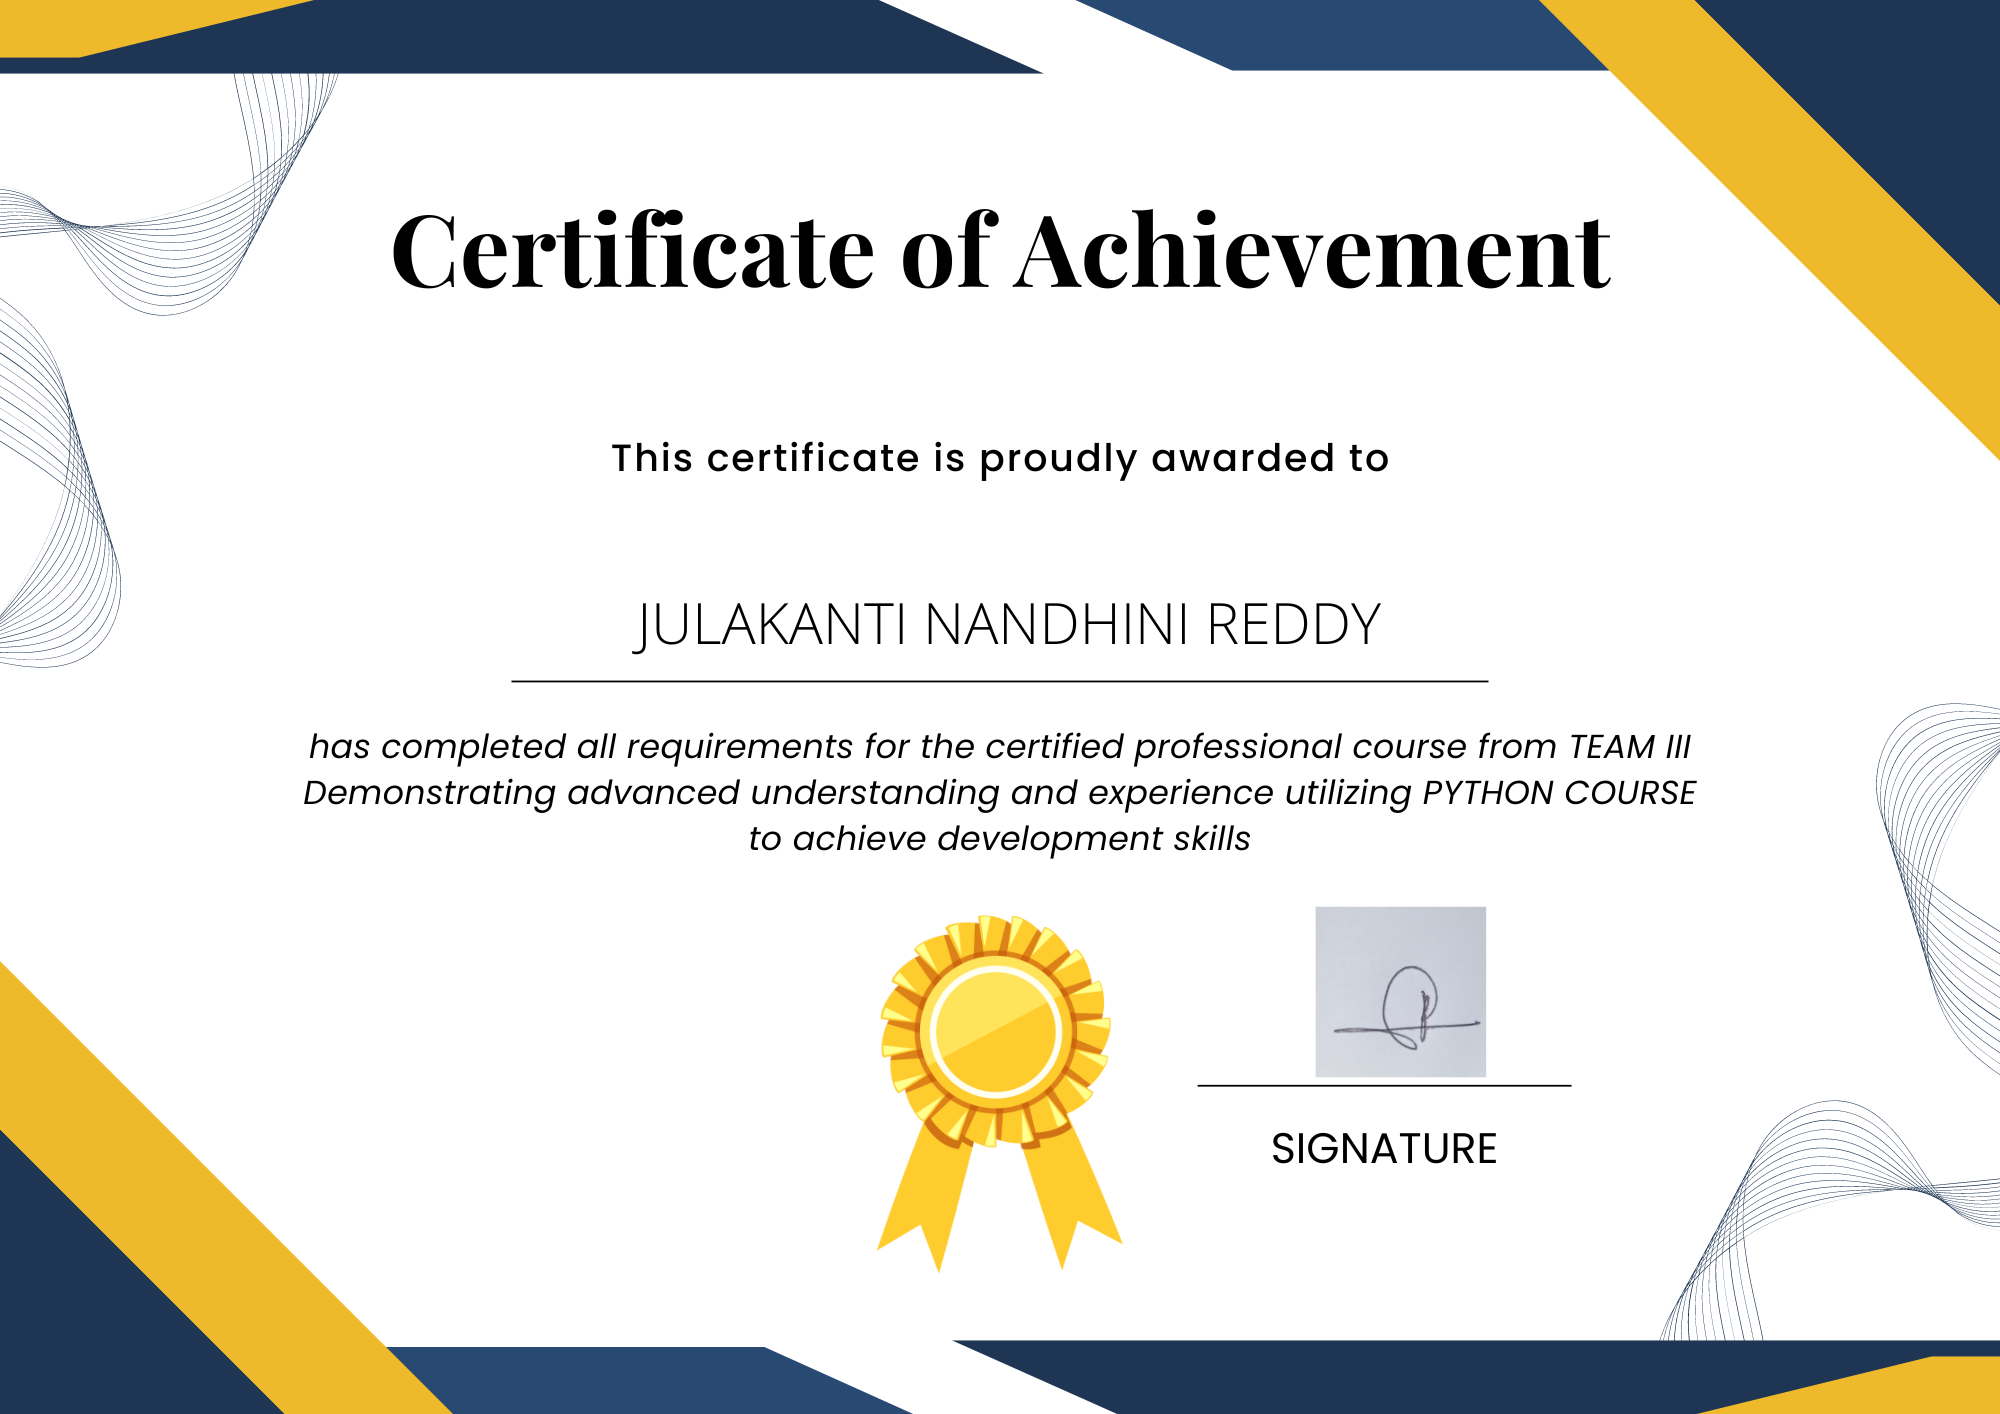 Certificate of Achievement
This certificate is proudly awarded to
JULAKANTI NANDHINI REDDY
has completed all requirements for the certified professional course from TEAM III
Demonstrating advanced understanding and experience utilizing PYTHON COURSE
to achieve development skills
SIGNATURE